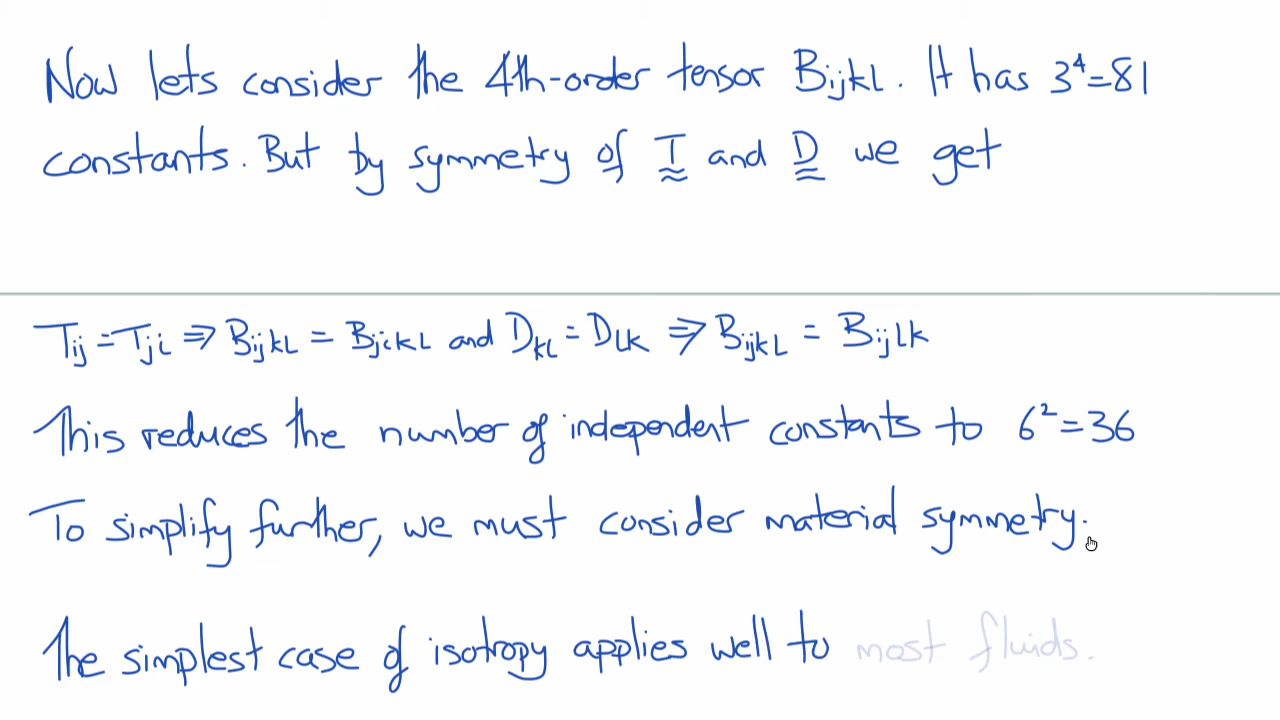 Now lets consider the 4th-order tensor Bijkl. It has 3⁴=81
constants. But by symmetry of T and D we get
Tij=Tji ⇒ BijkL = BjikL and Dkl = DLK ⇒ BijkL = BijLk
This reduces the number of independent constants to 6²=36
To simplify further, we must consider material symmetry.
The simplest case of isotropy applies well to most fluids.